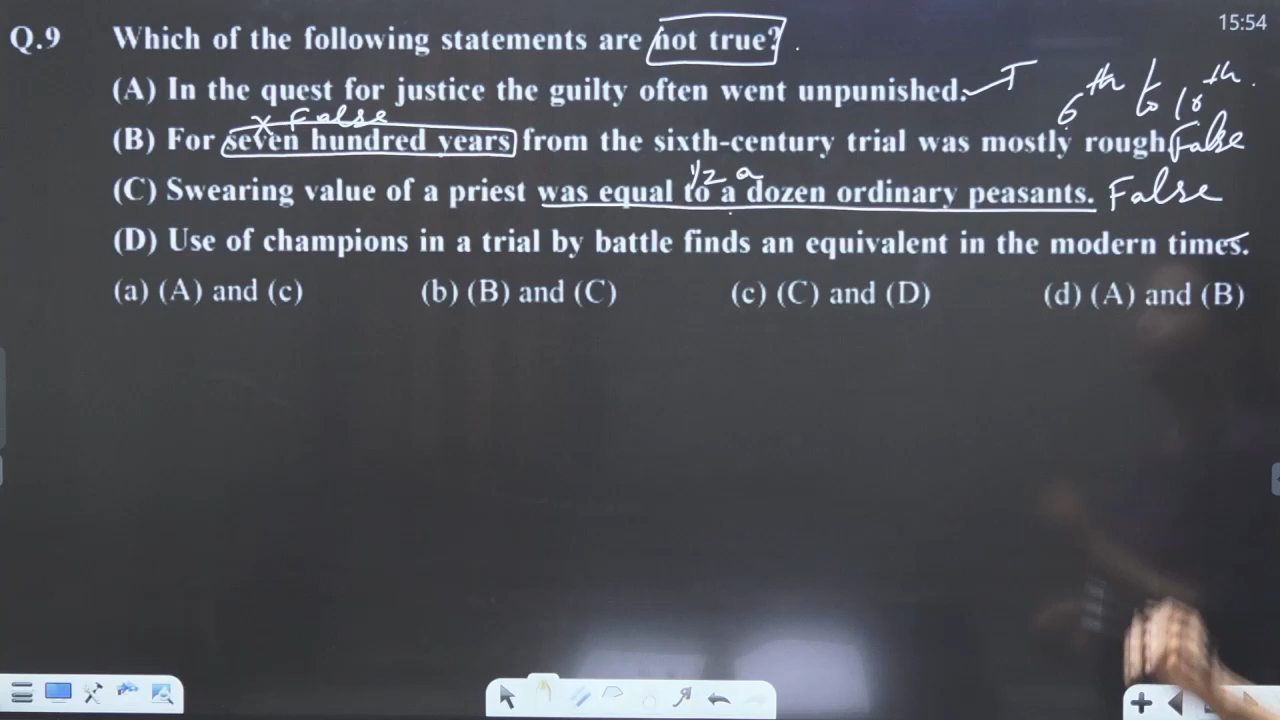 15:54
Q.9 Which of the following statements are not true?
(A) In the quest for justice the guilty often went unpunished. T 6th to 18th
x False
(B) For seven hundred years from the sixth-century trial was mostly rough. False
1/2 a
(C) Swearing value of a priest was equal to a dozen ordinary peasants. False
(D) Use of champions in a trial by battle finds an equivalent in the modern times.
(a) (A) and (c) (b) (B) and (C) (c) (C) and (D) (d) (A) and (B)